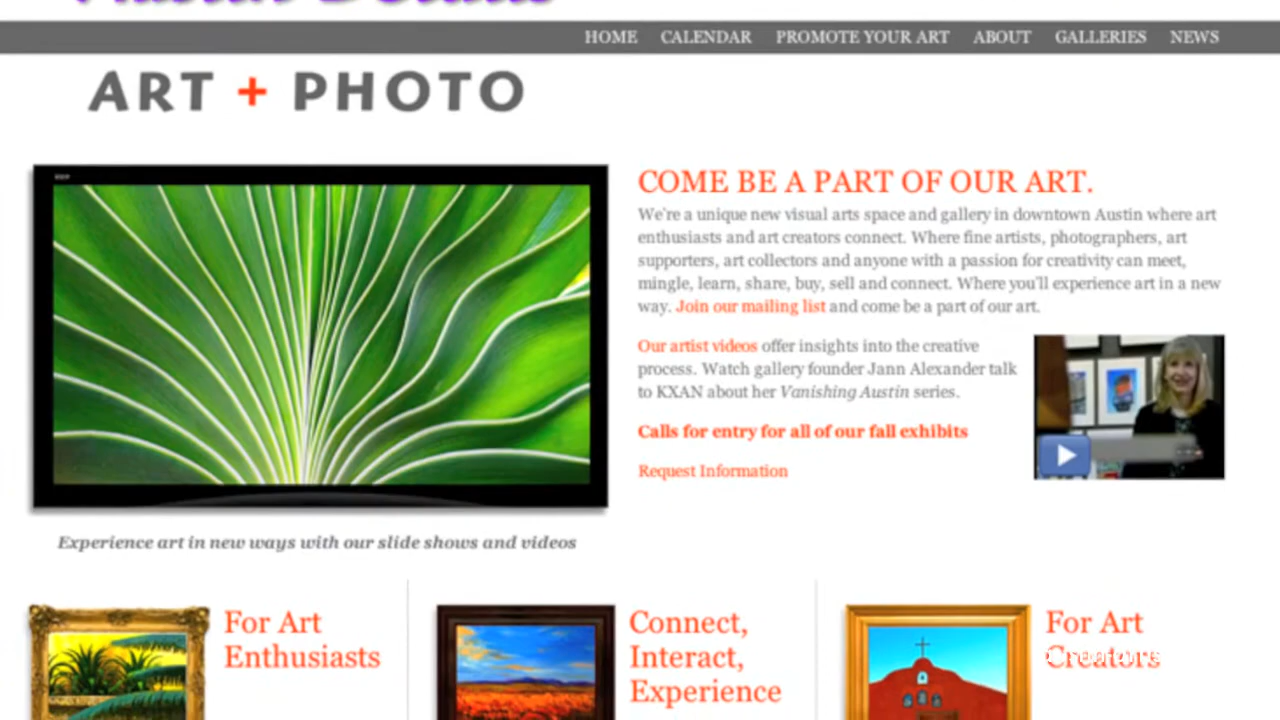 HOME CALENDAR PROMOTE YOUR ART ABOUT GALLERIES NEWS
ART + PHOTO
COME BE A PART OF OUR ART.
We're a unique new visual arts space and gallery in downtown Austin where art
enthusiasts and art creators connect. Where fine artists, photographers, art
supporters, art collectors and anyone with a passion for creativity can meet,
mingle, learn, share, buy, sell and connect. Where you'll experience art in a new
way. Join our mailing list and come be a part of our art.
Our artist videos offer insights into the creative
process. Watch gallery founder Jann Alexander talk
to KXAN about her Vanishing Austin series.
Calls for entry for all of our fall exhibits
Request Information
Experience art in new ways with our slide shows and videos
For Art
Enthusiasts
Connect,
Interact,
Experience
For Art
Creators